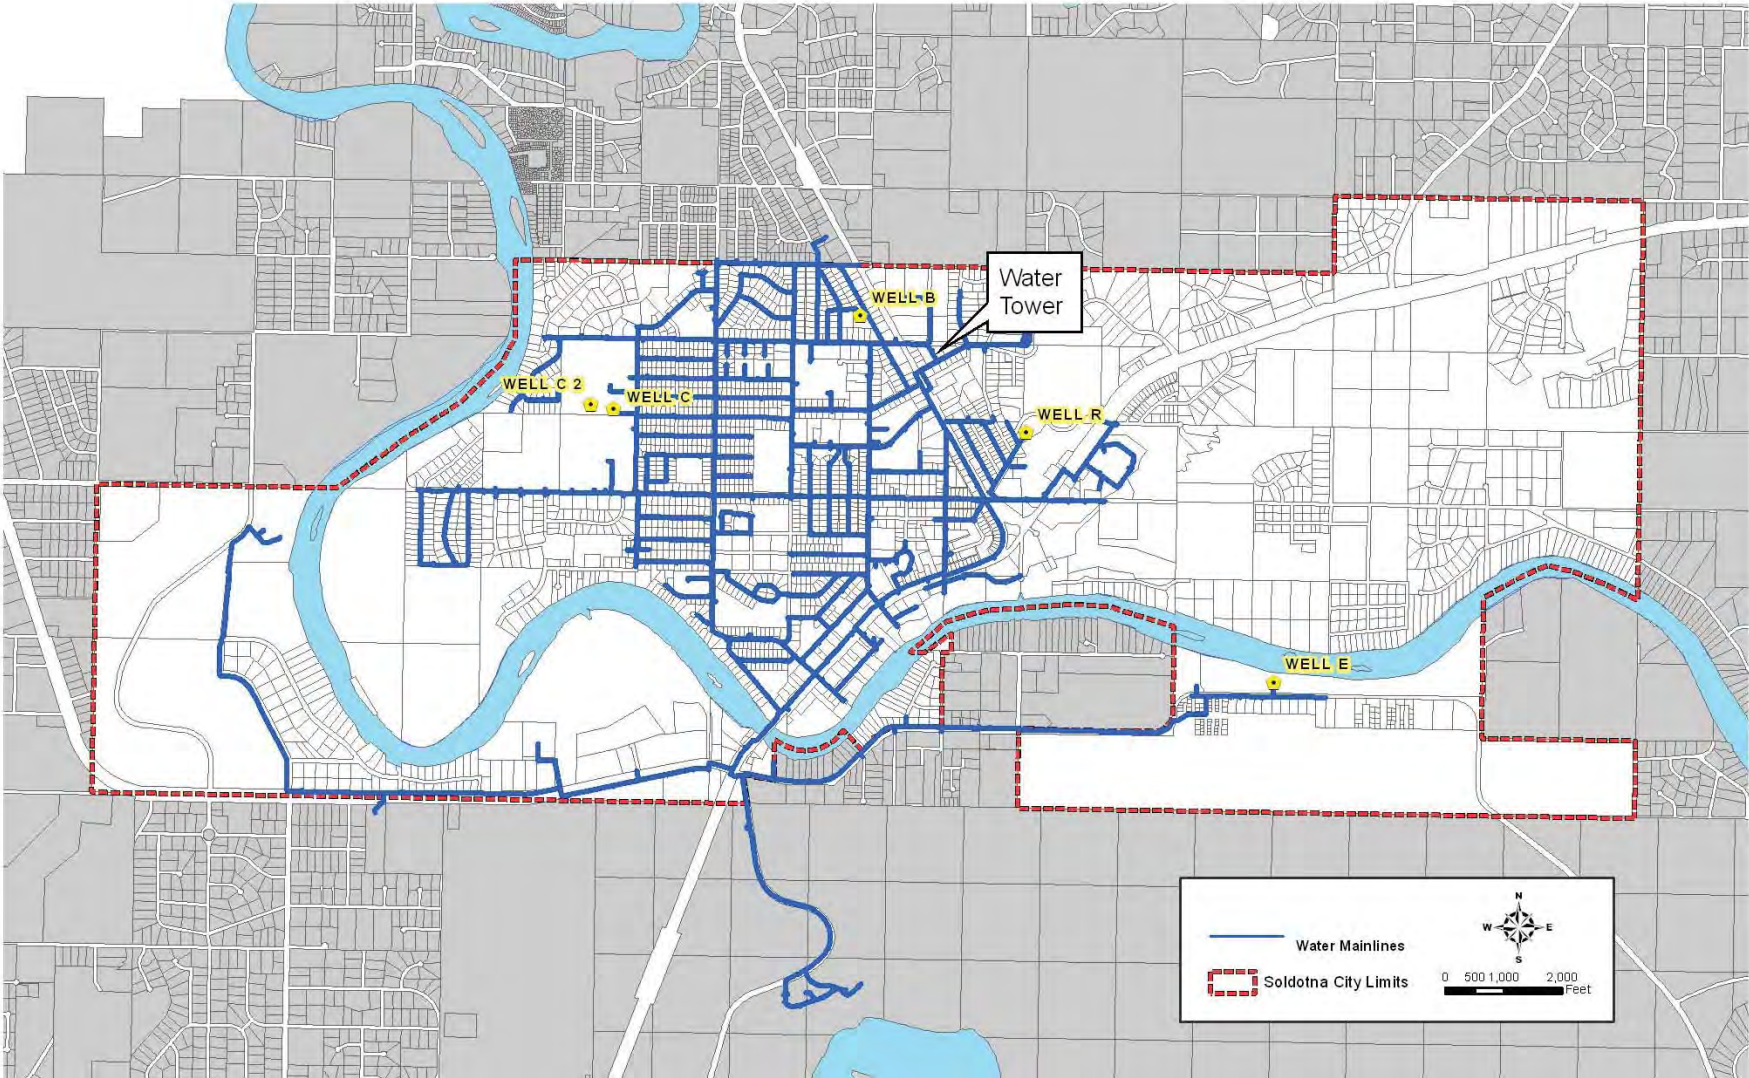 Water
Tower
WELL B
WELL C 2
WELL C
WELL R
WELL E
N
W E
S
Water Mainlines
Soldotna City Limits
0 500 1,000 2,000
Feet